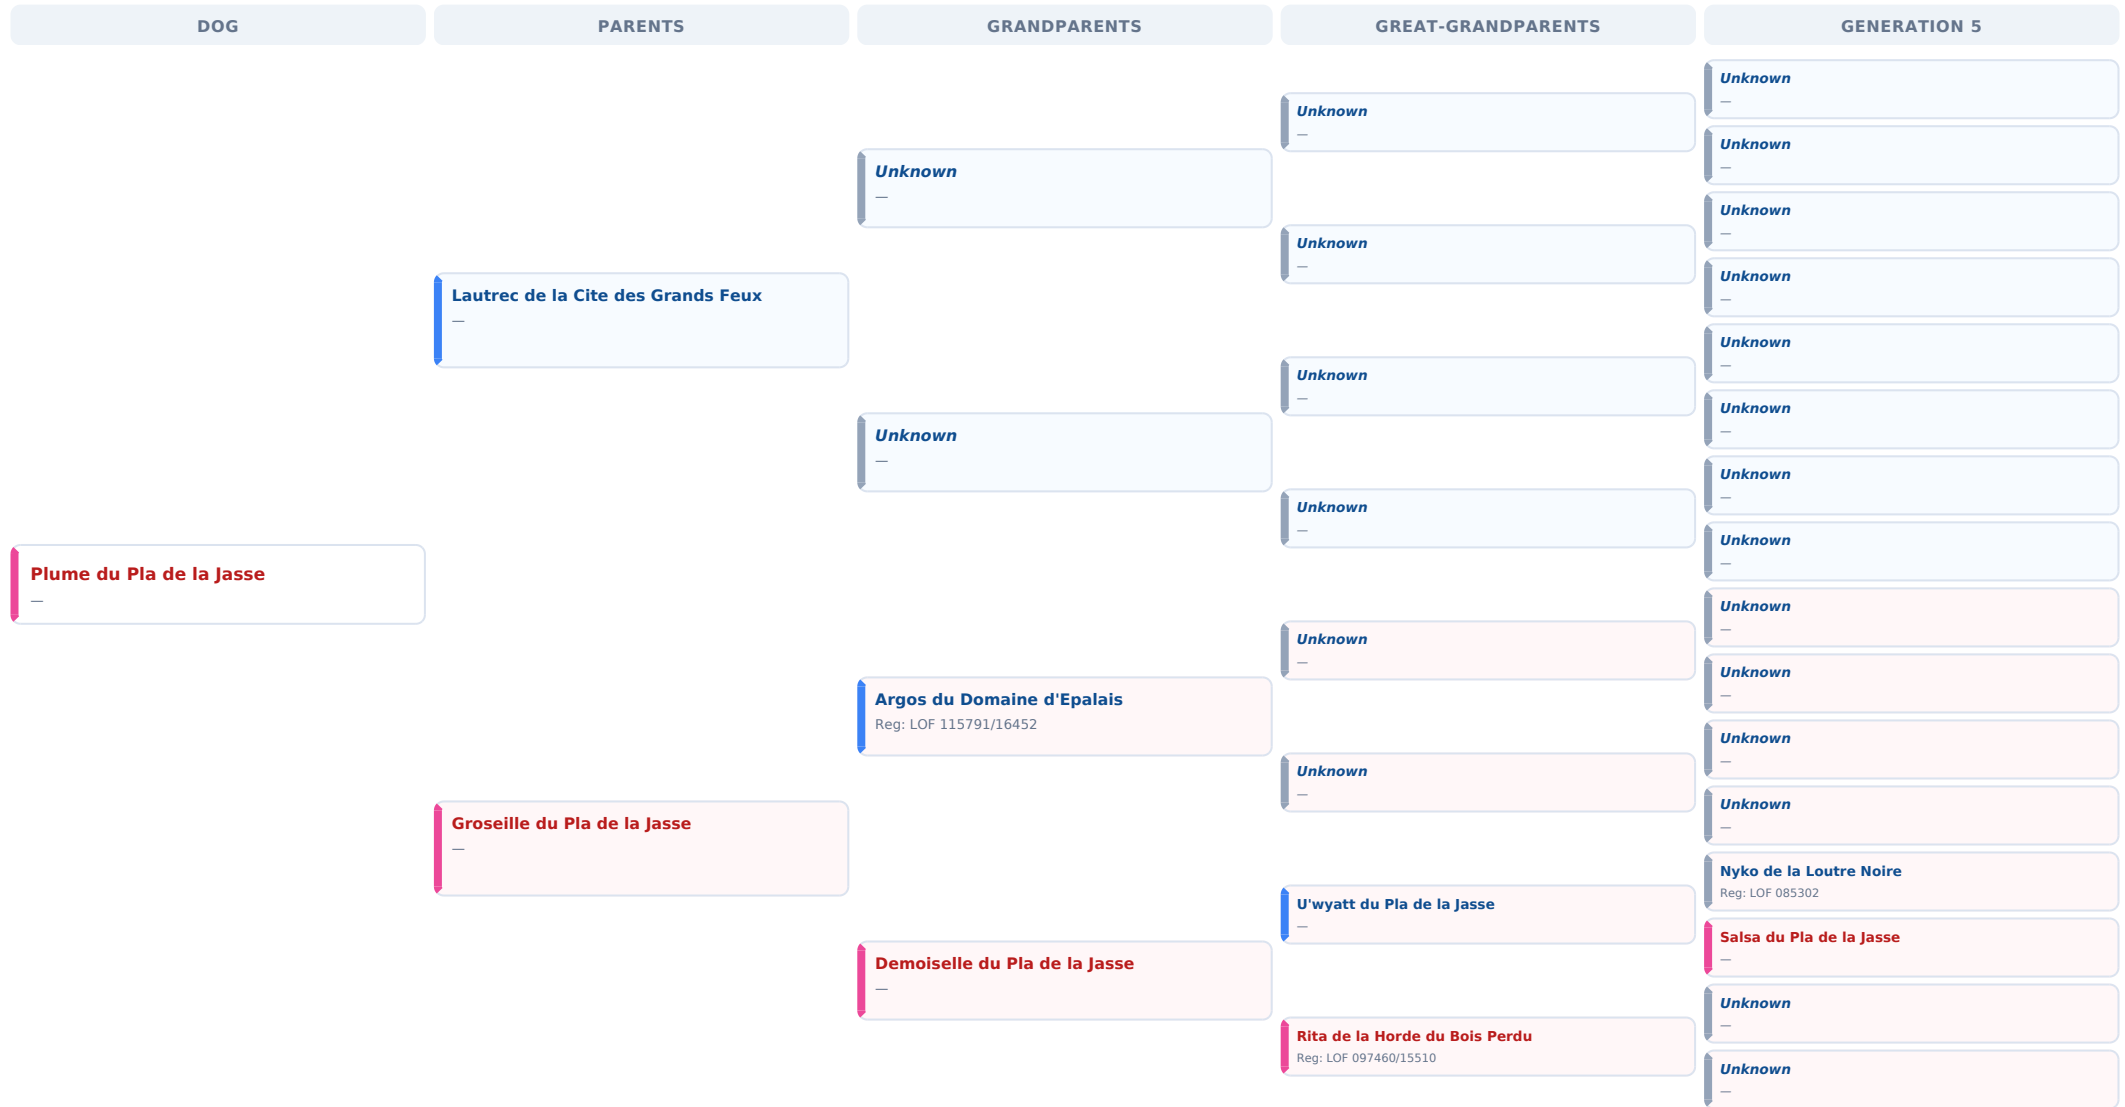 DOG
PARENTS
GRANDPARENTS
GREAT-GRANDPARENTS
GENERATION 5
Plume du Pla de la Jasse
—
Lautrec de la Cite des Grands Feux
—
Groseille du Pla de la Jasse
—
Unknown
—
Unknown
—
Argos du Domaine d'Epalais
Reg: LOF 115791/16452
Demoiselle du Pla de la Jasse
—
Unknown
—
Unknown
—
Unknown
—
Unknown
—
Unknown
—
Unknown
—
U'wyatt du Pla de la Jasse
—
Rita de la Horde du Bois Perdu
Reg: LOF 097460/15510
Unknown
—
Unknown
—
Unknown
—
Unknown
—
Unknown
—
Unknown
—
Unknown
—
Unknown
—
Unknown
—
Unknown
—
Unknown
—
Unknown
—
Nyko de la Loutre Noire
Reg: LOF 085302
Salsa du Pla de la Jasse
—
Unknown
—
Unknown
—